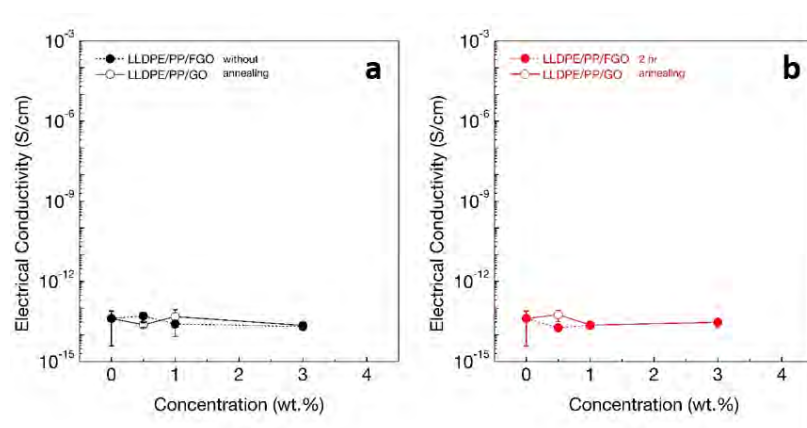 LLDPE/PP/FGO without
LLDPE/PP/GO annealing
a
10⁻³
10⁻⁶
10⁻⁹
10⁻¹²
10⁻¹⁵
Electrical Conductivity (S/cm)
0 1 2 3 4
Concentration (wt.%)
LLDPE/PP/FGO 2 hr
LLDPE/PP/GO annealing
b
10⁻³
10⁻⁶
10⁻⁹
10⁻¹²
10⁻¹⁵
Electrical Conductivity (S/cm)
0 1 2 3 4
Concentration (wt.%)